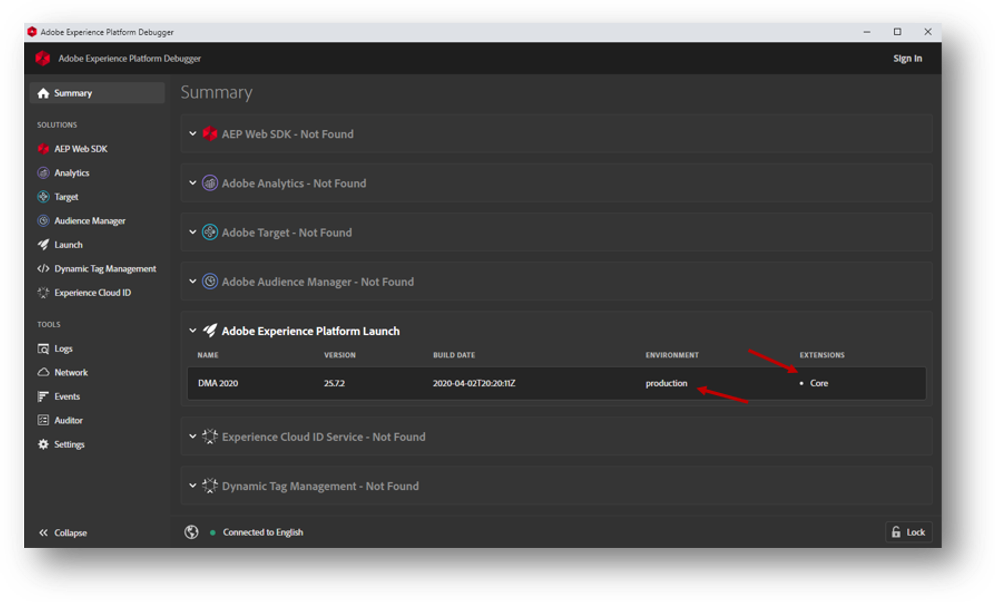 Adobe Experience Platform Debugger
Adobe Experience Platform Debugger
Sign In
Summary
SOLUTIONS
AEP Web SDK
Analytics
Target
Audience Manager
Launch
Dynamic Tag Management
Experience Cloud ID
TOOLS
Logs
Network
Events
Auditor
Settings
Collapse
Summary
AEP Web SDK - Not Found
Adobe Analytics - Not Found
Adobe Target - Not Found
Adobe Audience Manager - Not Found
Adobe Experience Platform Launch
NAME VERSION BUILD DATE ENVIRONMENT EXTENSIONS
DMA 2020 25.7.2 2020-04-02T20:20:11Z production • Core
Experience Cloud ID Service - Not Found
Dynamic Tag Management - Not Found
Connected to English
Lock